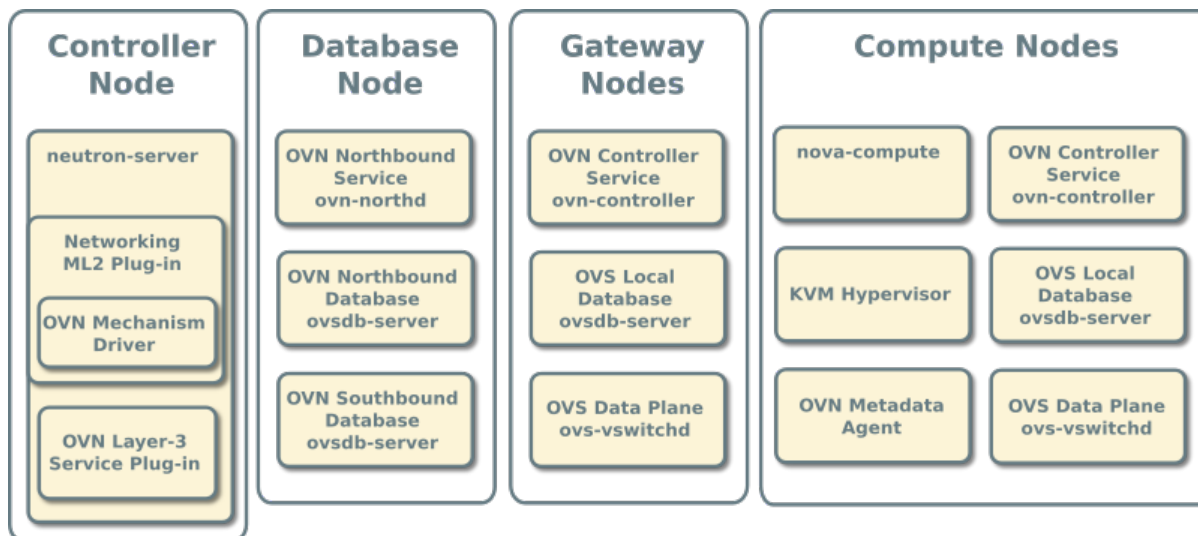 Controller
Node
neutron-server
Networking
ML2 Plug-in
OVN Mechanism
Driver
OVN Layer-3
Service Plug-in
Database
Node
OVN Northbound
Service
ovn-northd
OVN Northbound
Database
ovsdb-server
OVN Southbound
Database
ovsdb-server
Gateway
Nodes
OVN Controller
Service
ovn-controller
OVS Local
Database
ovsdb-server
OVS Data Plane
ovs-vswitchd
Compute Nodes
nova-compute
OVN Controller
Service
ovn-controller
KVM Hypervisor
OVS Local
Database
ovsdb-server
OVN Metadata
Agent
OVS Data Plane
ovs-vswitchd